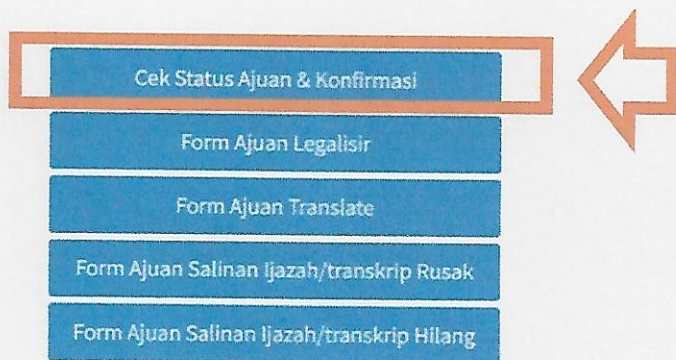 Cek Status Ajuan & Konfirmasi
Form Ajuan Legalisir
Form Ajuan Translate
Form Ajuan Salinan Ijazah/transkrip Rusak
Form Ajuan Salinan Ijazah/transkrip Hilang